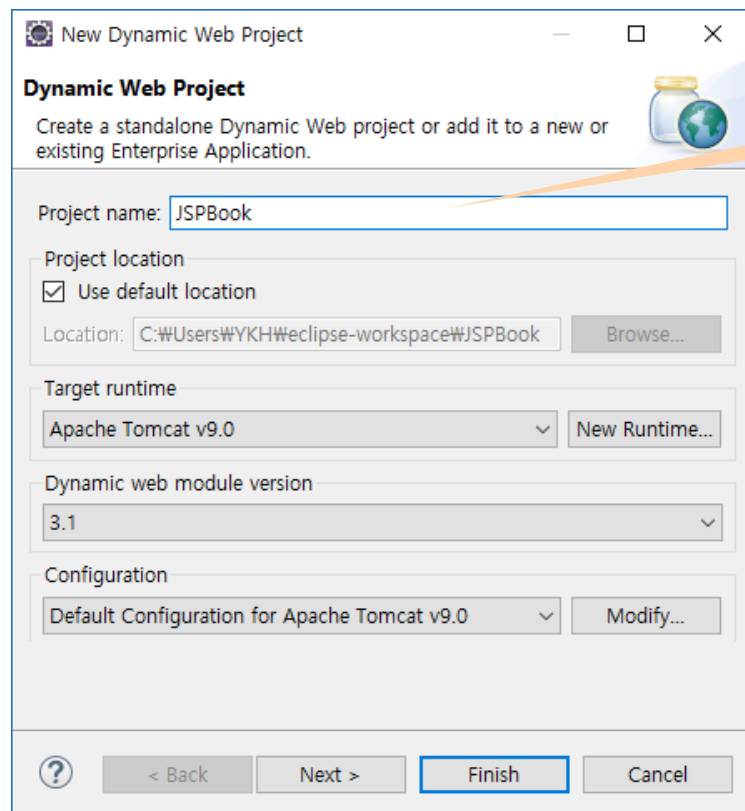 New Dynamic Web Project
Dynamic Web Project
Create a standalone Dynamic Web project or add it to a new or
existing Enterprise Application.
Project name: JSPBook
Project location
Use default location
Location: C:₩Users₩YKH₩eclipse-workspace₩JSPBook Browse...
Target runtime
Apache Tomcat v9.0 New Runtime...
Dynamic web module version
3.1
Configuration
Default Configuration for Apache Tomcat v9.0 Modify...
? < Back Next > Finish Cancel